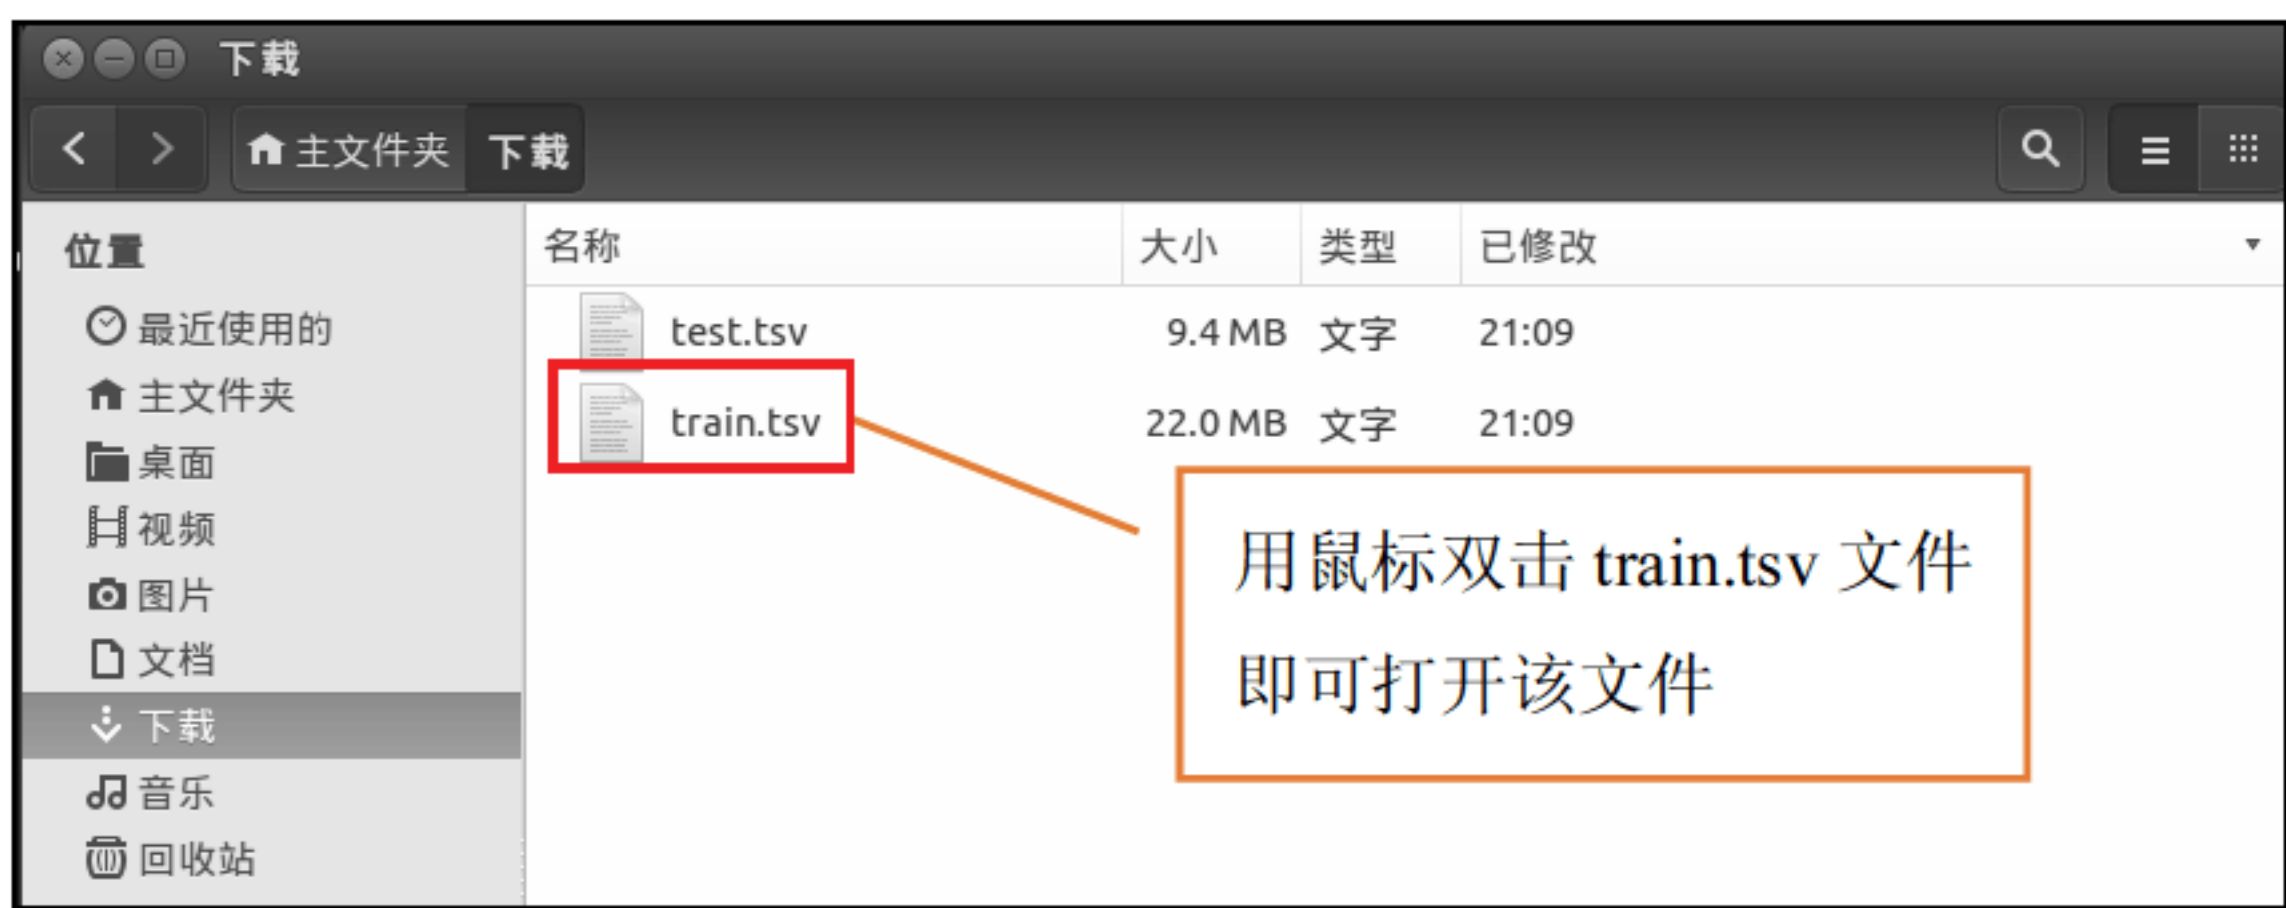 下载
主文件夹 下载
位置
最近使用的
主文件夹
桌面
视频
图片
文档
下载
音乐
回收站
名称 大小 类型 已修改
test.tsv 9.4 MB 文字 21:09
train.tsv 22.0 MB 文字 21:09
用鼠标双击 train.tsv 文件
即可打开该文件